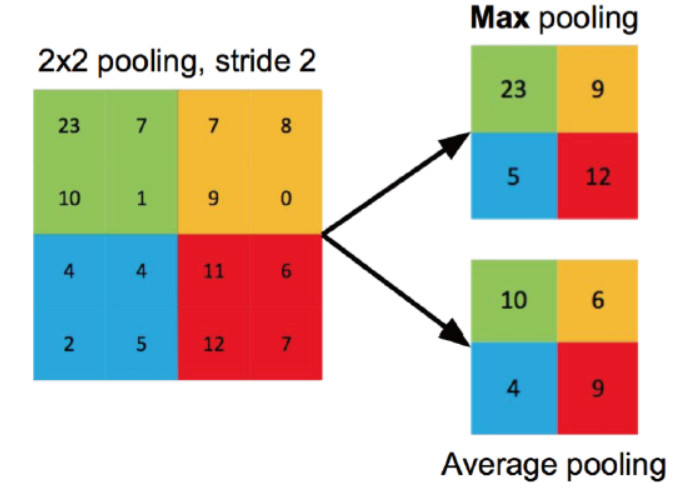 Max pooling
2x2 pooling, stride 2
23 7 7 8
10 1 9 0
4 4 11 6
2 5 12 7
23 9
5 12
10 6
4 9
Average pooling